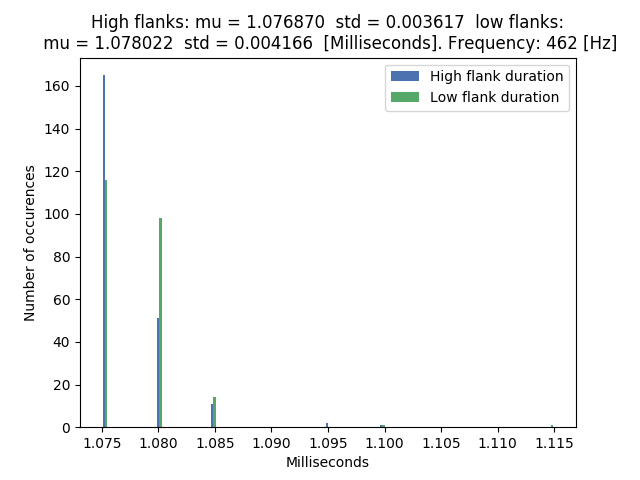 High flanks: mu = 1.076870 std = 0.003617 low flanks:
mu = 1.078022 std = 0.004166 [Milliseconds]. Frequency: 462 [Hz]
High flank duration
Low flank duration
160
140
120
100
80
60
40
20
0
Number of occurences
1.075 1.080 1.085 1.090 1.095 1.100 1.105 1.110 1.115
Milliseconds